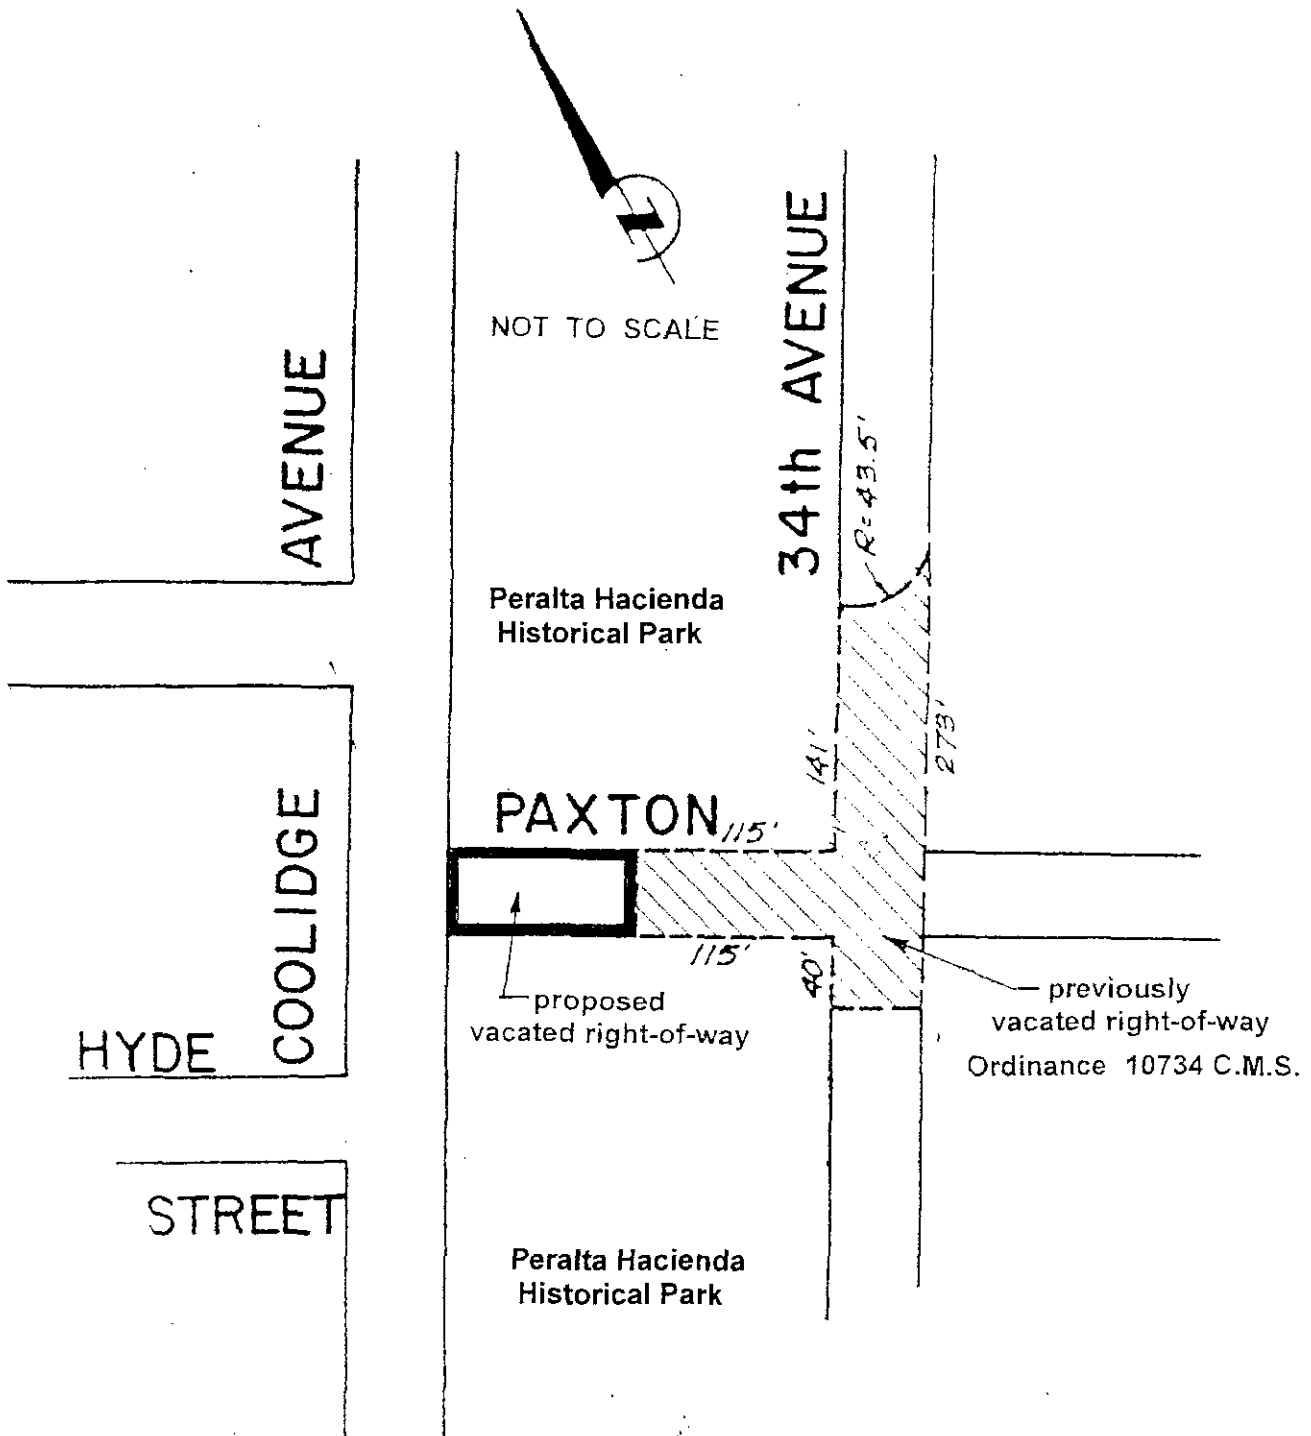 NOT TO SCALE
34th AVENUE
COOLIDGE AVENUE
R=43.5'
Peralta Hacienda
Historical Park
141'
273'
PAXTON
115'
115'
40'
proposed
vacated right-of-way
previously
vacated right-of-way
Ordinance 10734 C.M.S.
HYDE
STREET
Peralta Hacienda
Historical Park